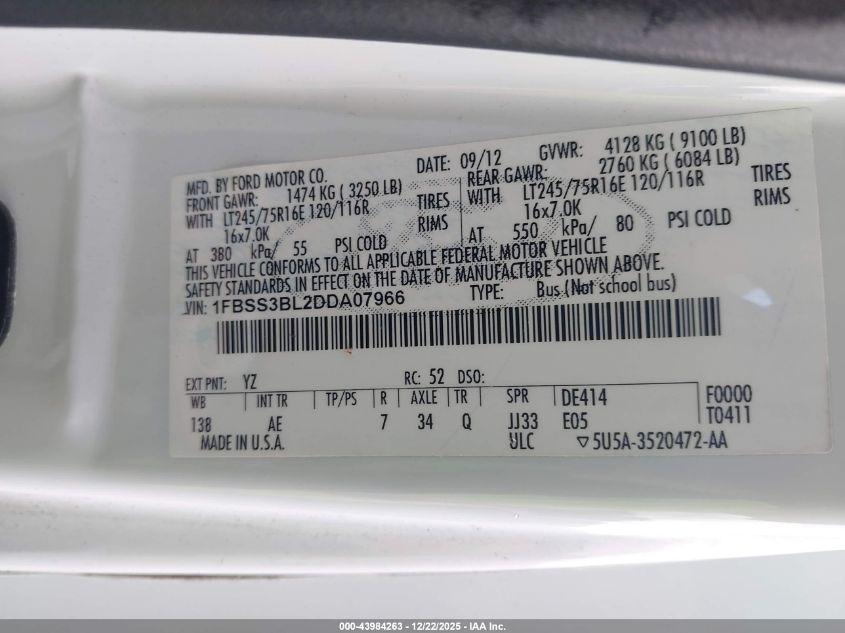 MFD. BY FORD MOTOR CO. DATE: 09/12 GVWR: 4128 KG ( 9100 LB)
FRONT GAWR: 1474 KG ( 3250 LB) REAR GAWR: 2760 KG ( 6084 LB)
WITH LT245/75R16E 120/116R TIRES WITH LT245/75R16E 120/116R TIRES
16x7.0K RIMS 16x7.0K RIMS
AT 380 kPa/ 55 PSI COLD AT 550 kPa/ 80 PSI COLD
THIS VEHICLE CONFORMS TO ALL APPLICABLE FEDERAL MOTOR VEHICLE
SAFETY STANDARDS IN EFFECT ON THE DATE OF MANUFACTURE SHOWN ABOVE.
VIN: 1FBSS3BL2DDA07966 TYPE: Bus (Not school bus)
EXT PNT: YZ RC: 52 DSO:
WB INT TR TP/PS R AXLE TR SPR DE414 F0000
138 AE 7 34 Q JJ33 E05 T0411
MADE IN U.S.A. ULC ▽5U5A-3520472-AA
000-43984263 - 12/22/2025 - IAA Inc.